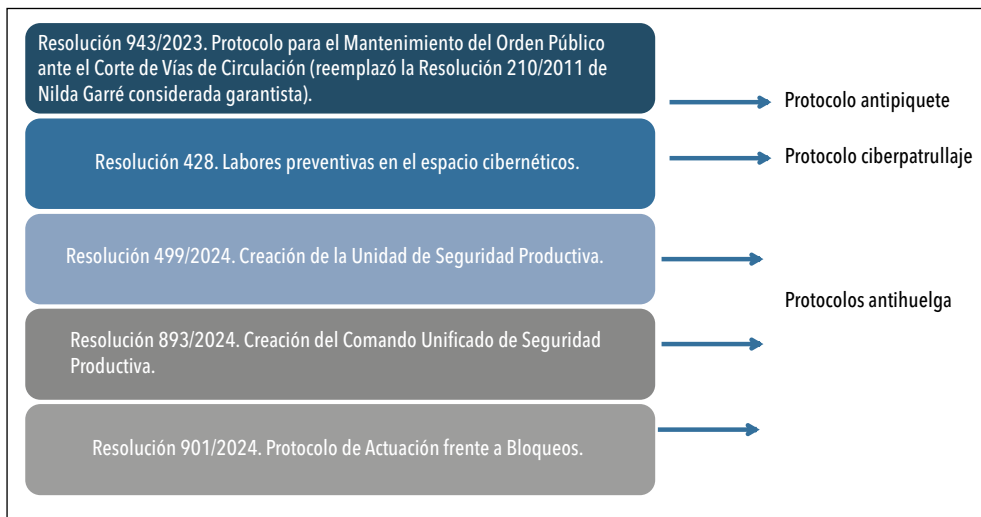 Resolución 943/2023. Protocolo para el Mantenimiento del Orden Público
ante el Corte de Vías de Circulación (reemplazó la Resolución 210/2011 de
Nilda Garré considerada garantista).
Protocolo antipiquete
Resolución 428. Labores preventivas en el espacio cibernéticos.
Protocolo ciberpatrullaje
Resolución 499/2024. Creación de la Unidad de Seguridad Productiva.
Protocolos antihuelga
Resolución 893/2024. Creación del Comando Unificado de Seguridad
Productiva.
Resolución 901/2024. Protocolo de Actuación frente a Bloqueos.